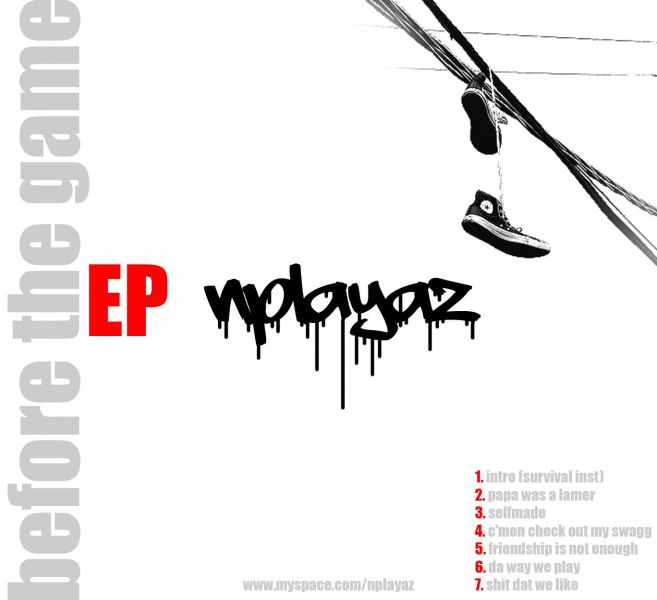 before the game
EP
nplayaz
1. intro (survival inst)
2. papa was a lamer
3. selfmade
4. c'mon check out my swagg
5. friendship is not enough
6. da way we play
7. shit dat we like
www.myspace.com/nplayaz